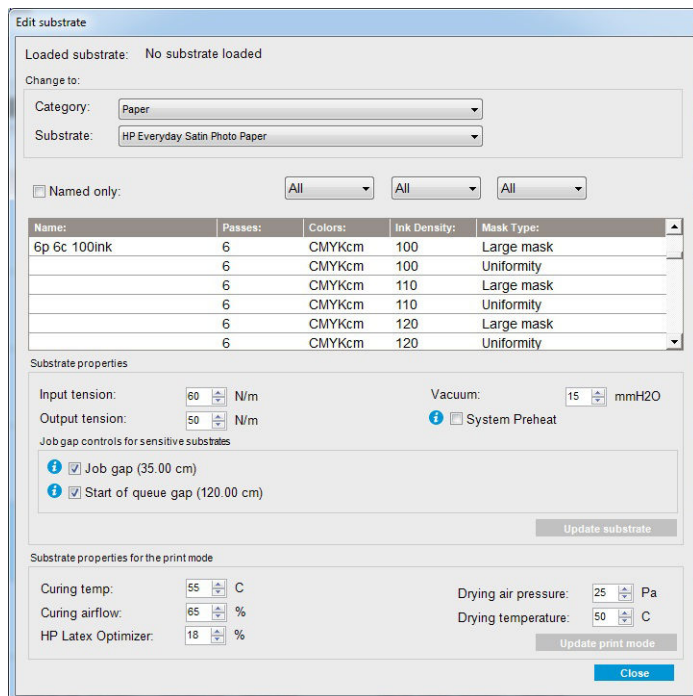 Edit substrate
Loaded substrate: No substrate loaded
Change to:
Category: Paper
Substrate: HP Everyday Satin Photo Paper
Named only: All All All
Name: Passes: Colors: Ink Density: Mask Type:
6p 6c 100ink 6 CMYKcm 100 Large mask
6 CMYKcm 100 Uniformity
6 CMYKcm 110 Large mask
6 CMYKcm 110 Uniformity
6 CMYKcm 120 Large mask
6 CMYKcm 120 Uniformity
Substrate properties
Input tension: 60 N/m Vacuum: 15 mmH2O
Output tension: 50 N/m i System Preheat
Job gap controls for sensitive substrates
i Job gap (35.00 cm)
i Start of queue gap (120.00 cm)
Update substrate
Substrate properties for the print mode
Curing temp: 55 C Drying air pressure: 25 Pa
Curing airflow: 65 % Drying temperature: 50 C
HP Latex Optimizer: 18 % Update print mode
Close